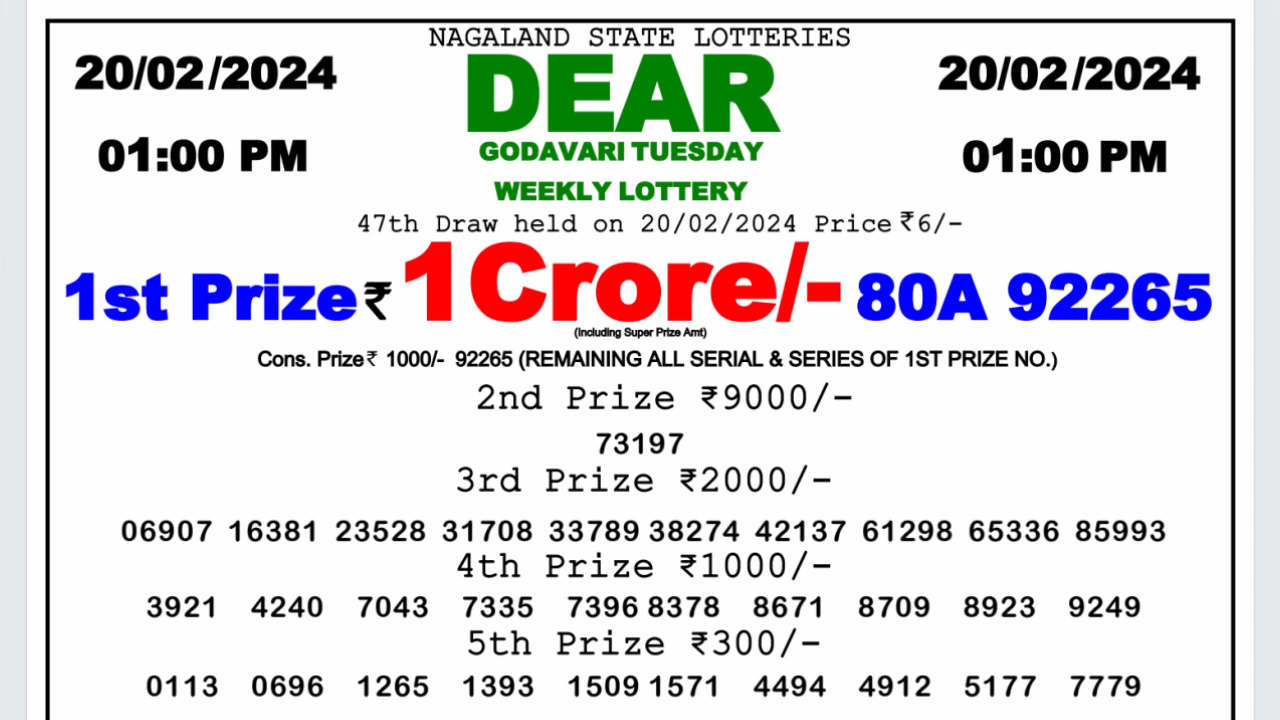 NAGALAND STATE LOTTERIES
20/02/2024 DEAR 20/02/2024
01:00 PM GODAVARI TUESDAY 01:00 PM
WEEKLY LOTTERY
47th Draw held on 20/02/2024 Price ₹6/-
1st Prize ₹ 1Crore/- 80A 92265
(Including Super Prize Amt)
Cons. Prize ₹ 1000/- 92265 (REMAINING ALL SERIAL & SERIES OF 1ST PRIZE NO.)
2nd Prize ₹9000/-
73197
3rd Prize ₹2000/-
06907 16381 23528 31708 33789 38274 42137 61298 65336 85993
4th Prize ₹1000/-
3921 4240 7043 7335 7396 8378 8671 8709 8923 9249
5th Prize ₹300/-
0113 0696 1265 1393 1509 1571 4494 4912 5177 7779